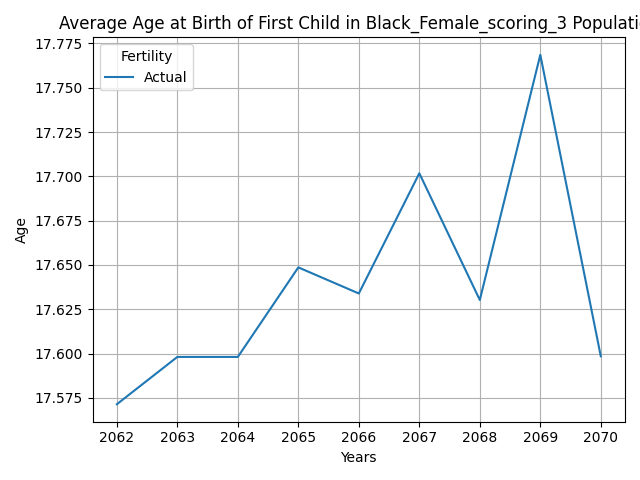 Average Age at Birth of First Child in Black_Female_scoring_3 Populati
Fertility
Actual
Age
17.775
17.750
17.725
17.700
17.675
17.650
17.625
17.600
17.575
2062 2063 2064 2065 2066 2067 2068 2069 2070
Years